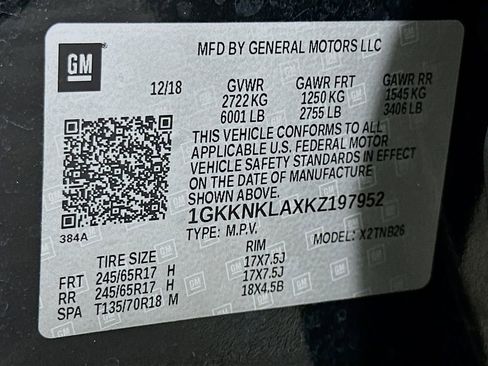 GM
MFD BY GENERAL MOTORS LLC
12/18 GVWR GAWR FRT GAWR RR
2722 KG 1250 KG 1545 KG
6001 LB 2755 LB 3406 LB
THIS VEHICLE CONFORMS TO ALL
APPLICABLE U.S. FEDERAL MOTOR
VEHICLE SAFETY STANDARDS IN EFFECT
ON THE DATE OF MANUFACTURE
SHOWN ABOVE.
384A
1GKKNKLAXKZ197952
TYPE: M.P.V. MODEL: X2TNB26
TIRE SIZE RIM
FRT 245/65R17 H 17X7.5J
RR 245/65R17 H 17X7.5J
SPA T135/70R18 M 18X4.5B